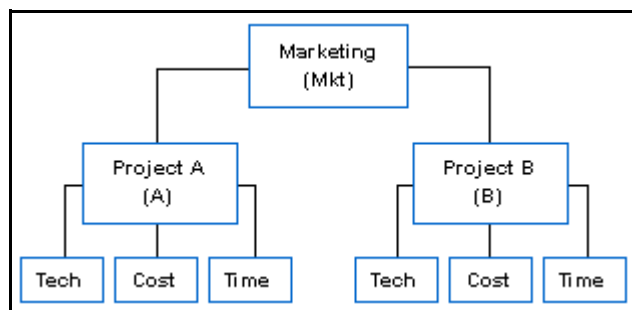 Marketing
(Mkt)
Project A
(A)
Project B
(B)
Tech
Cost
Time
Tech
Cost
Time